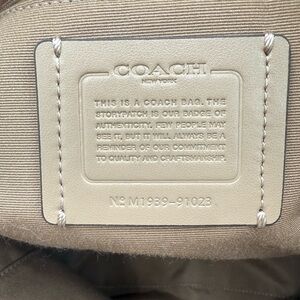 COACH
NEW YORK
THIS IS A COACH BAG. THE
STORYPATCH IS OUR BADGE OF
AUTHENTICITY. FEW PEOPLE MAY
SEE IT, BUT IT WILL ALWAYS BE A
REMINDER OF OUR COMMITMENT
TO QUALITY AND CRAFTSMANSHIP.
Nº M1939-91023